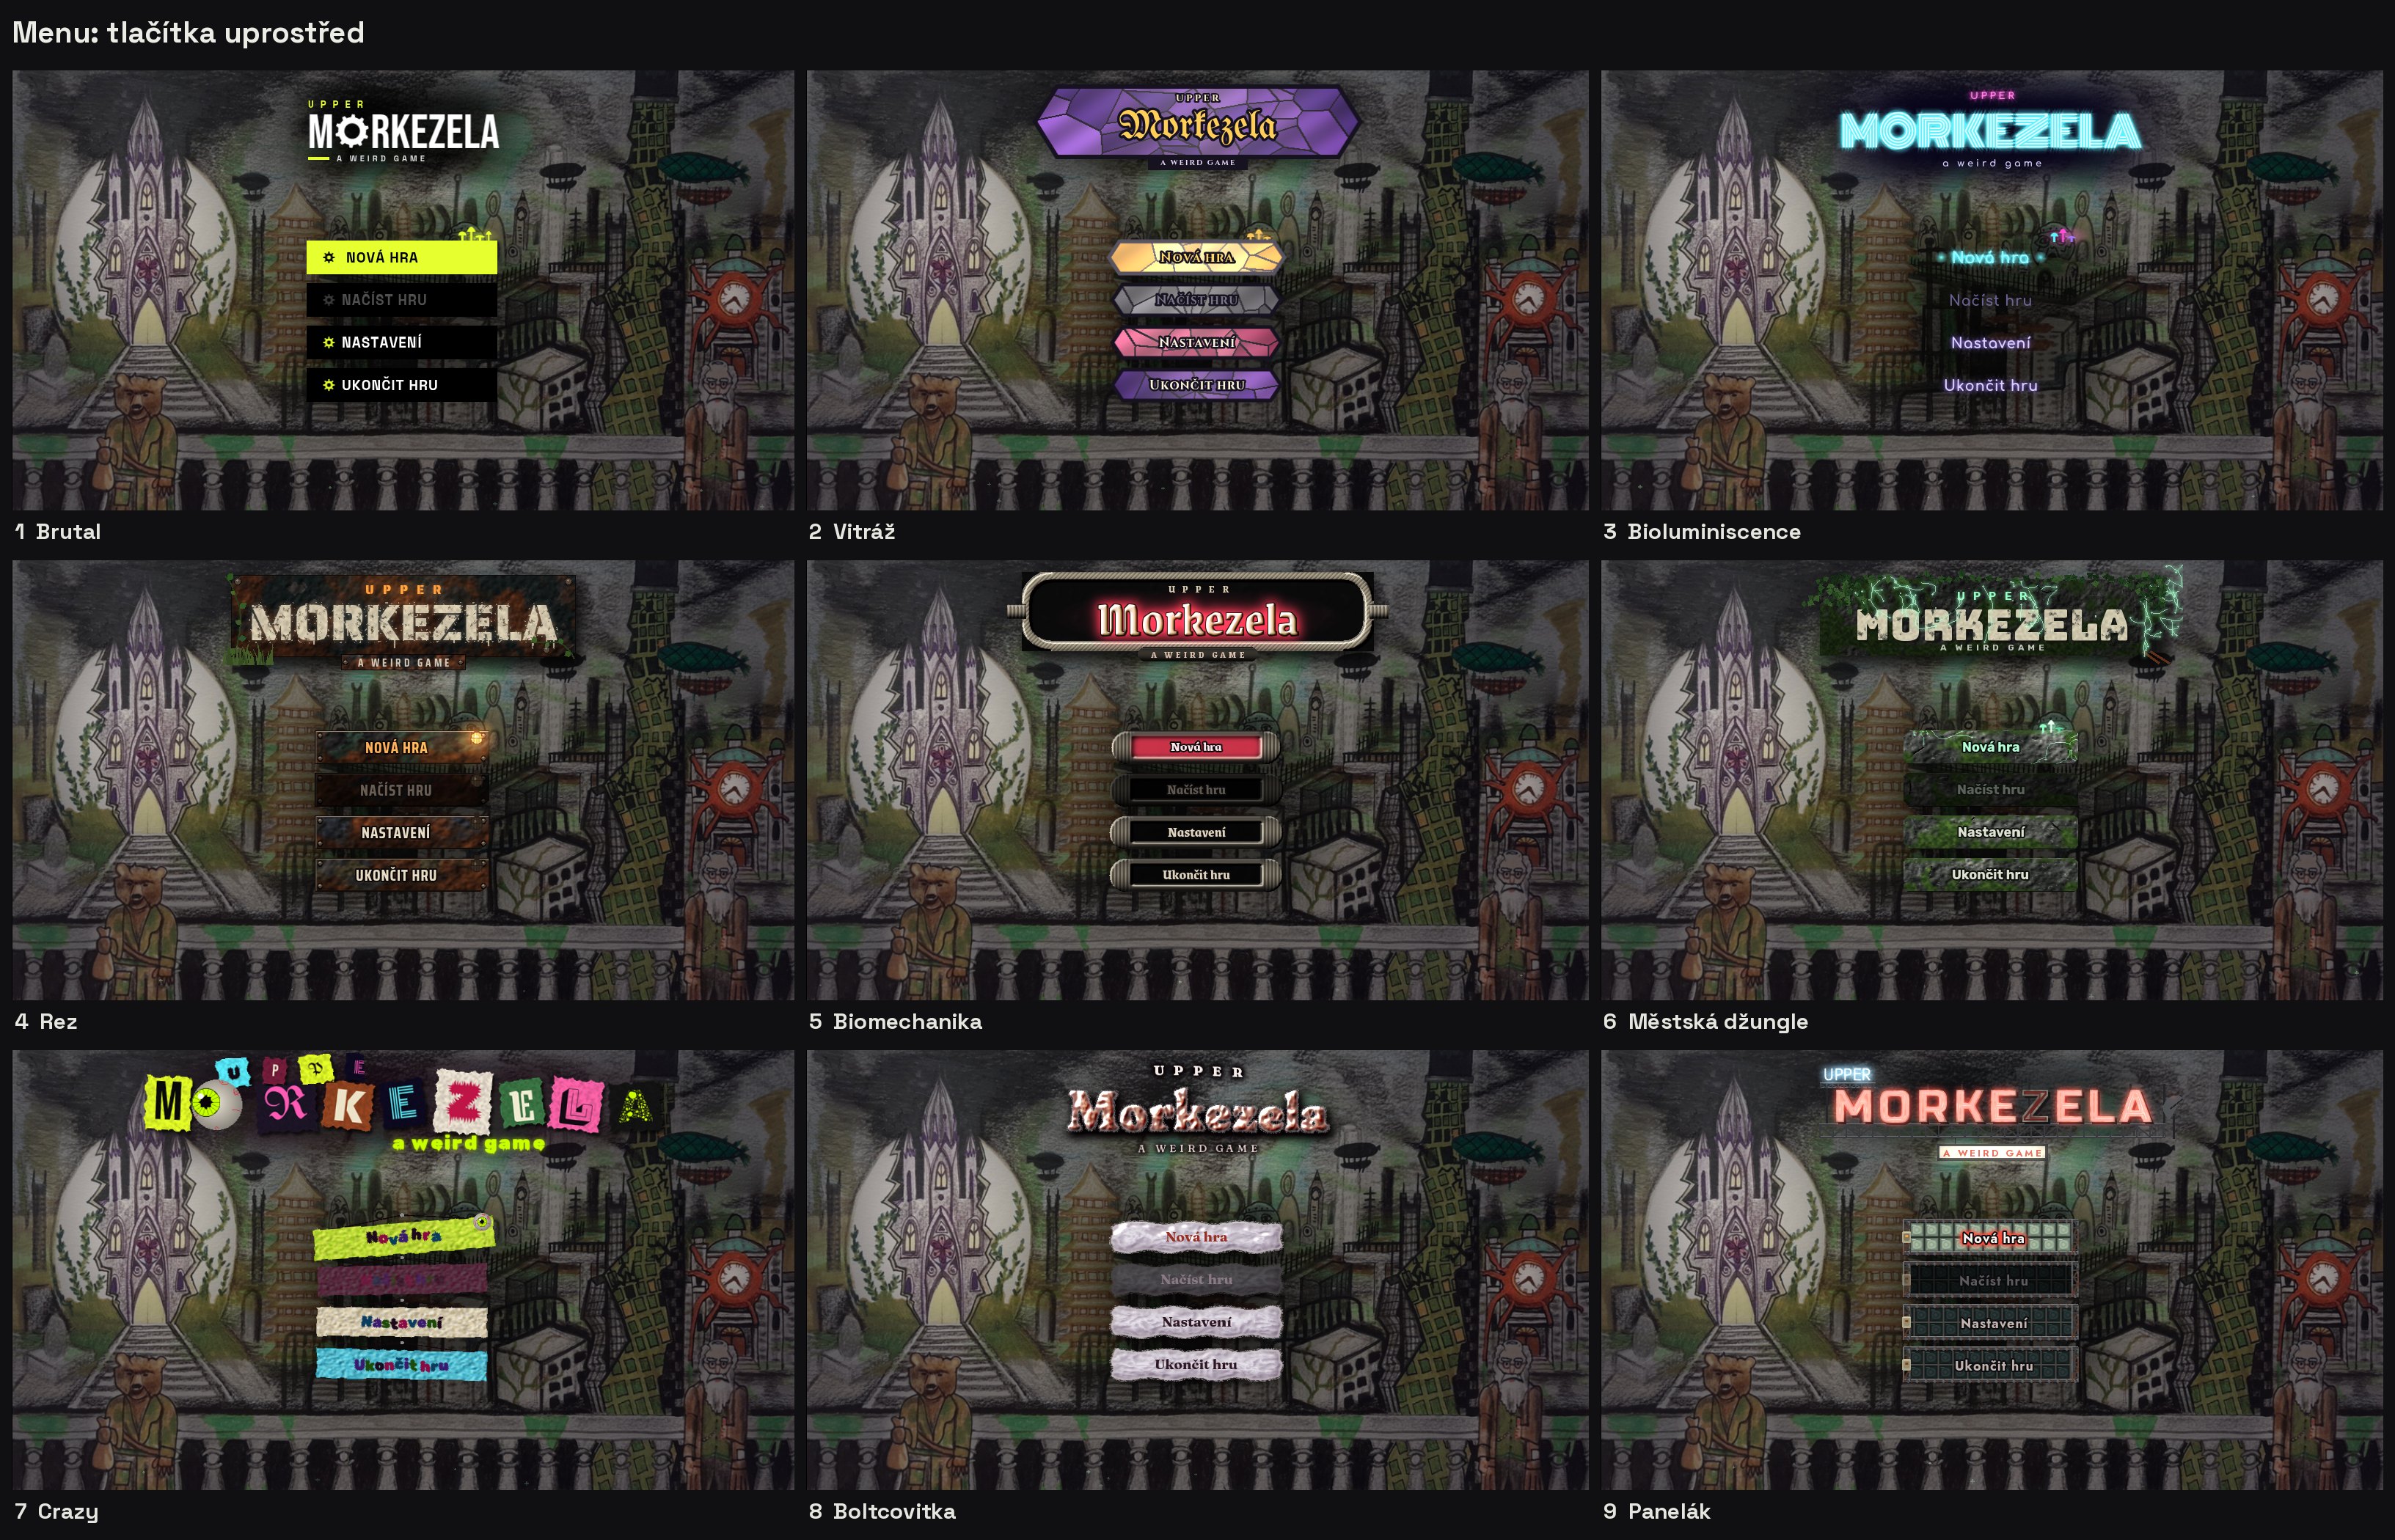 Menu: tlačítka uprostřed
UPPER
MORKEZELA
A WEIRD GAME
NOVÁ HRA
NAČÍST HRU
NASTAVENÍ
UKONČIT HRU
1 Brutal
UPPER
Morkezela
A WEIRD GAME
NOVÁ HRA
NAČÍST HRU
NASTAVENÍ
UKONČIT HRU
2 Vitráž
UPPER
MORKEZELA
a weird game
Nová hra
Načíst hru
Nastavení
Ukončit hru
3 Bioluminiscence
UPPER
MORKEZELA
A WEIRD GAME
NOVÁ HRA
NAČÍST HRU
NASTAVENÍ
UKONČIT HRU
4 Rez
UPPER
Morkezela
A WEIRD GAME
Nová hra
Načíst hru
Nastavení
Ukončit hru
5 Biomechanika
UPPER
MORKEZELA
A WEIRD GAME
Nová hra
Načíst hru
Nastavení
Ukončit hru
6 Městská džungle
UPPE
MRKEZELA
a weird game
Nová hra
Nastavení
Ukončit hru
7 Crazy
UPPER
Morkezela
A WEIRD GAME
Nová hra
Načíst hru
Nastavení
Ukončit hru
8 Boltcovitka
UPPER
MORKEZELA
A WEIRD GAME
Nová hra
Načíst hru
Nastavení
Ukončit hru
9 Panelák